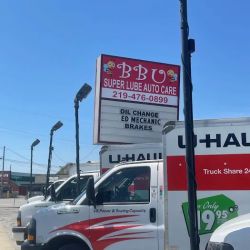 BBU
SUPER LUBE AUTO CARE
219-476-0899
OIL CHANGE
ED MECHANIC
BRAKES
U-HAUL
U-HAUL
Truck Share 24
19.95